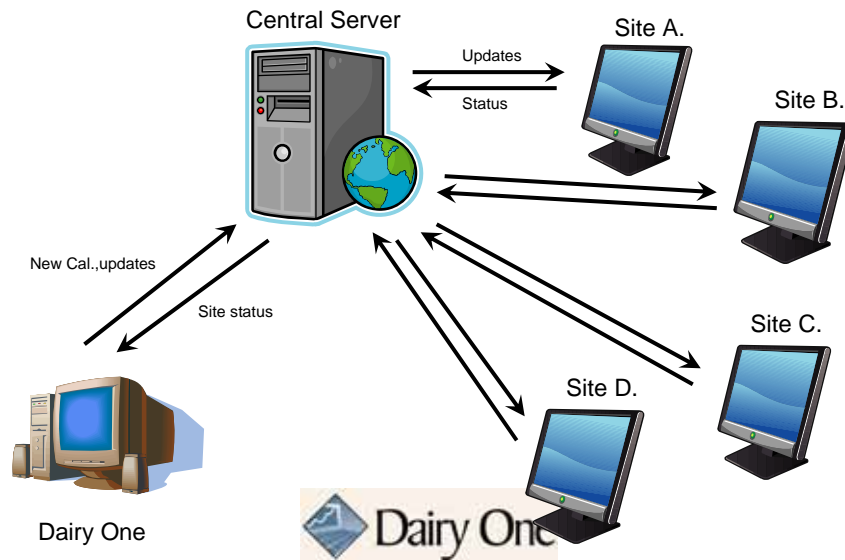 Central Server
Site A.
Updates
Status
Site B.
New Cal.,updates
Site status
Site C.
Site D.
Dairy One
Dairy One